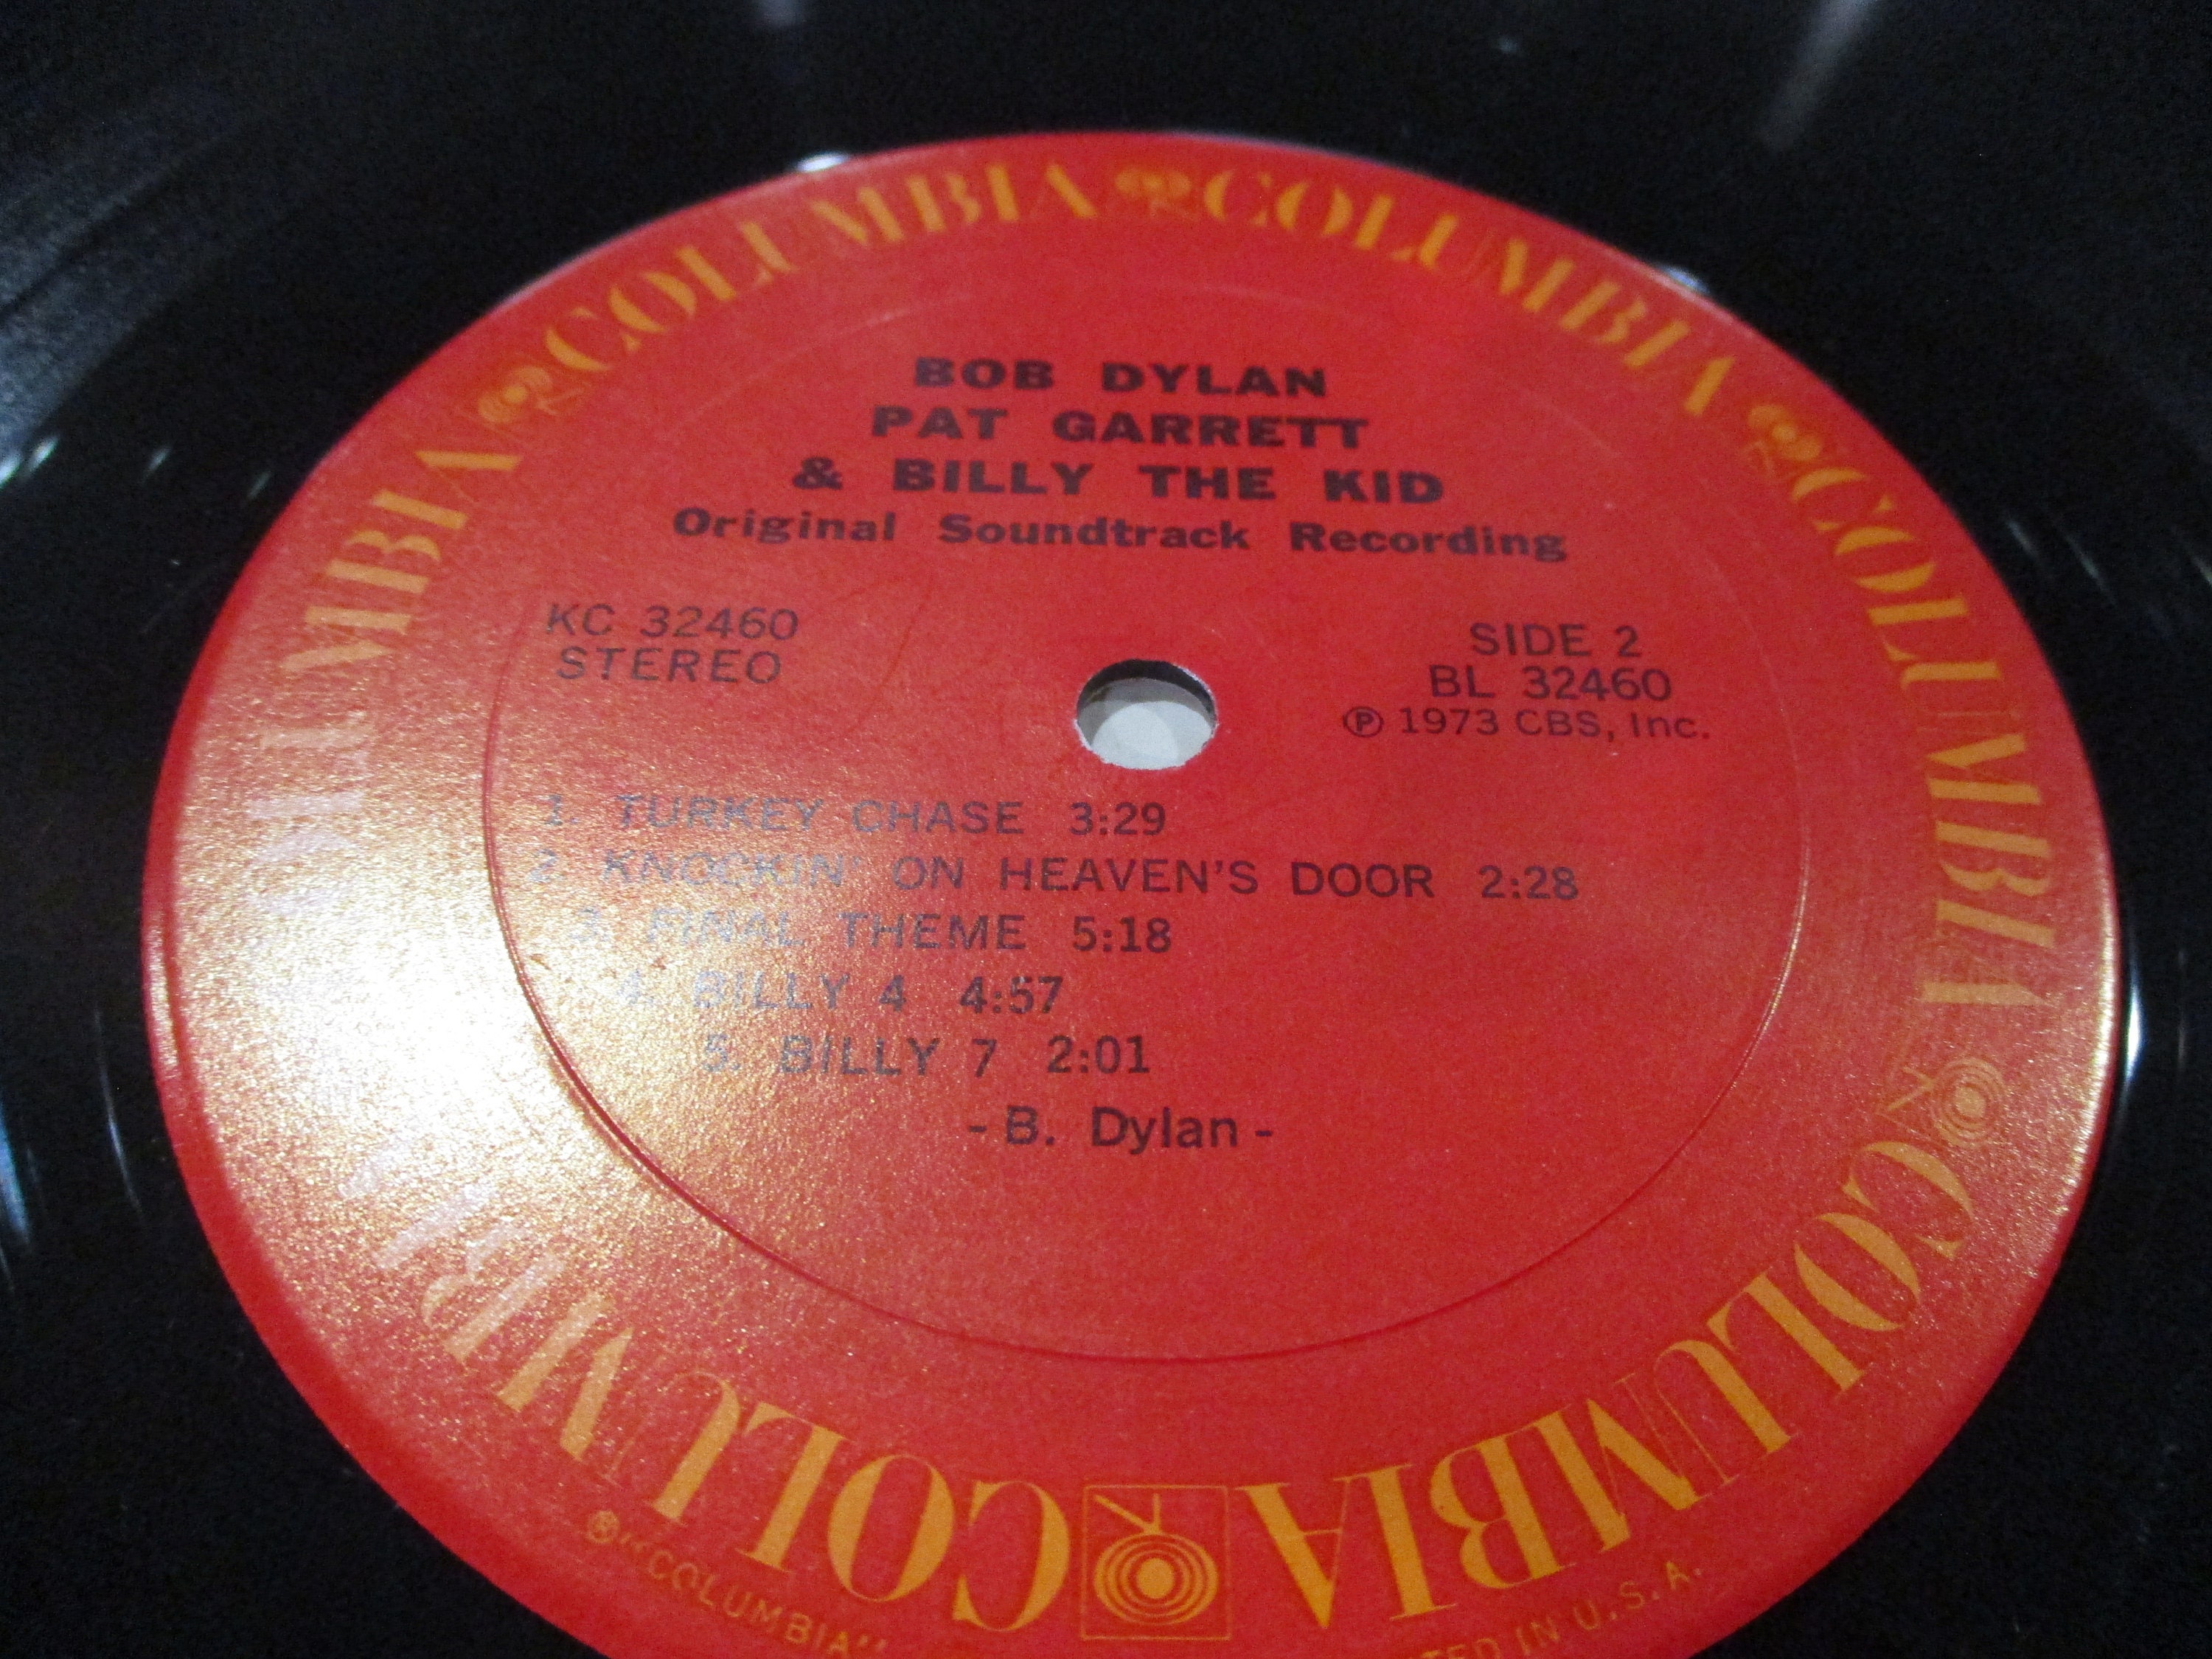 COLUMBIA COLUMBIA COLUMBIA COLUMBIA COLUMBIA
BOB DYLAN
PAT GARRETT
& BILLY THE KID
Original Soundtrack Recording
KC 32460
STEREO
SIDE 2
BL 32460
℗ 1973 CBS, Inc.
1. TURKEY CHASE 3:29
2. KNOCKIN' ON HEAVEN'S DOOR 2:28
3. FINAL THEME 5:18
4. BILLY 4 4:57
5. BILLY 7 2:01
- B. Dylan -
® "COLUMBIA"
IN U.S.A.